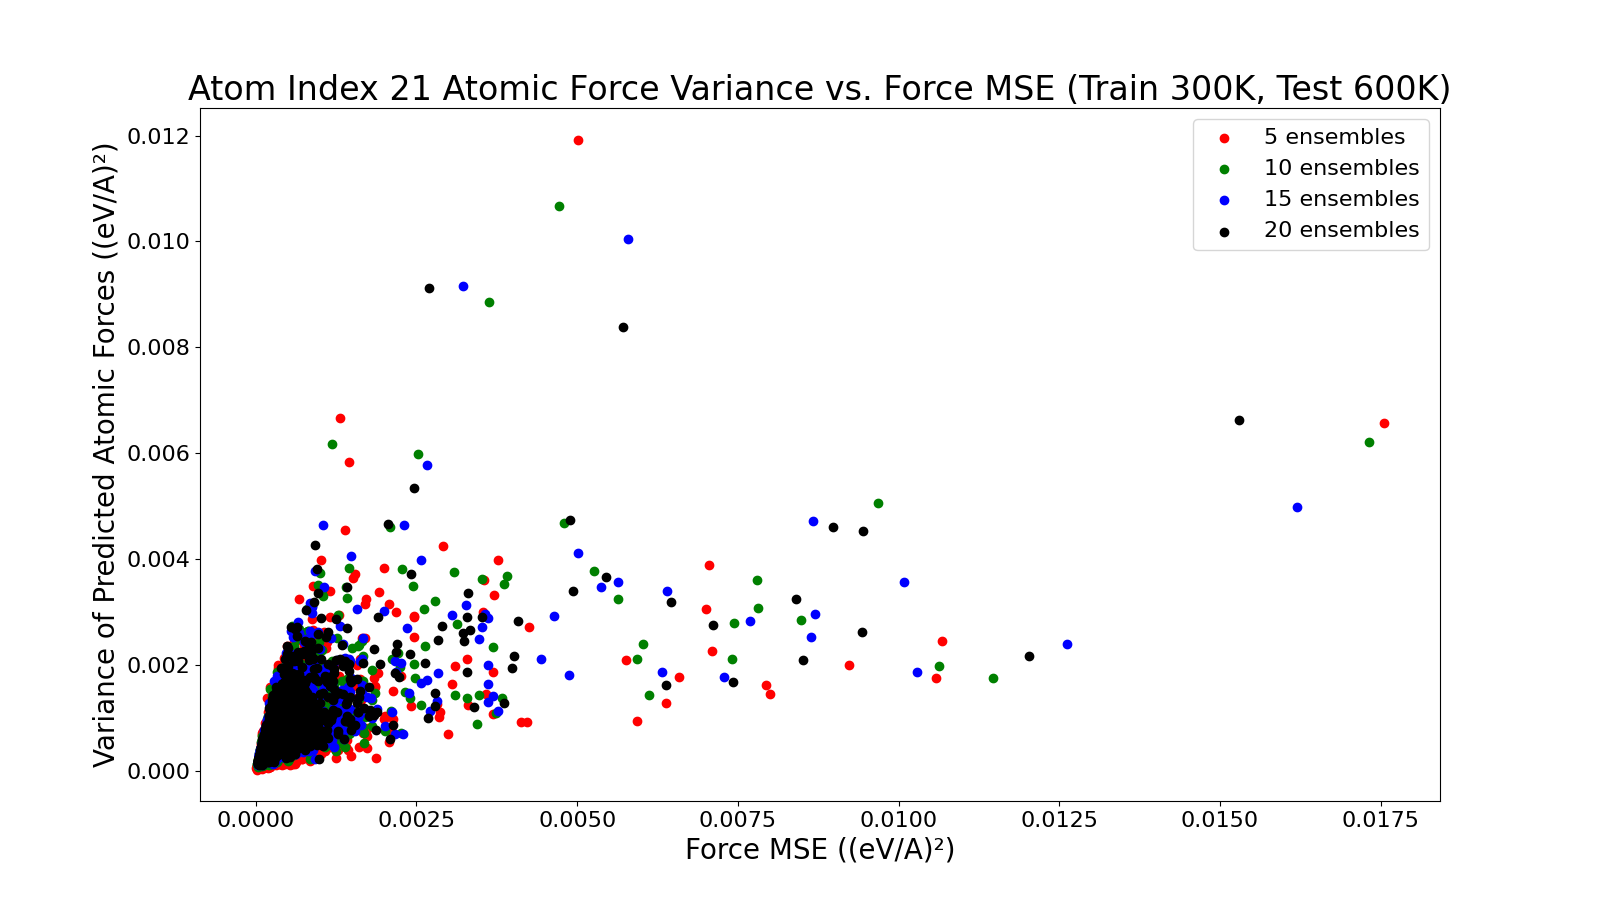 Atom Index 21 Atomic Force Variance vs. Force MSE (Train 300K, Test 600K)
5 ensembles
10 ensembles
15 ensembles
20 ensembles
Variance of Predicted Atomic Forces ((eV/A)²)
0.012
0.010
0.008
0.006
0.004
0.002
0.000
0.0000 0.0025 0.0050 0.0075 0.0100 0.0125 0.0150 0.0175
Force MSE ((eV/A)²)